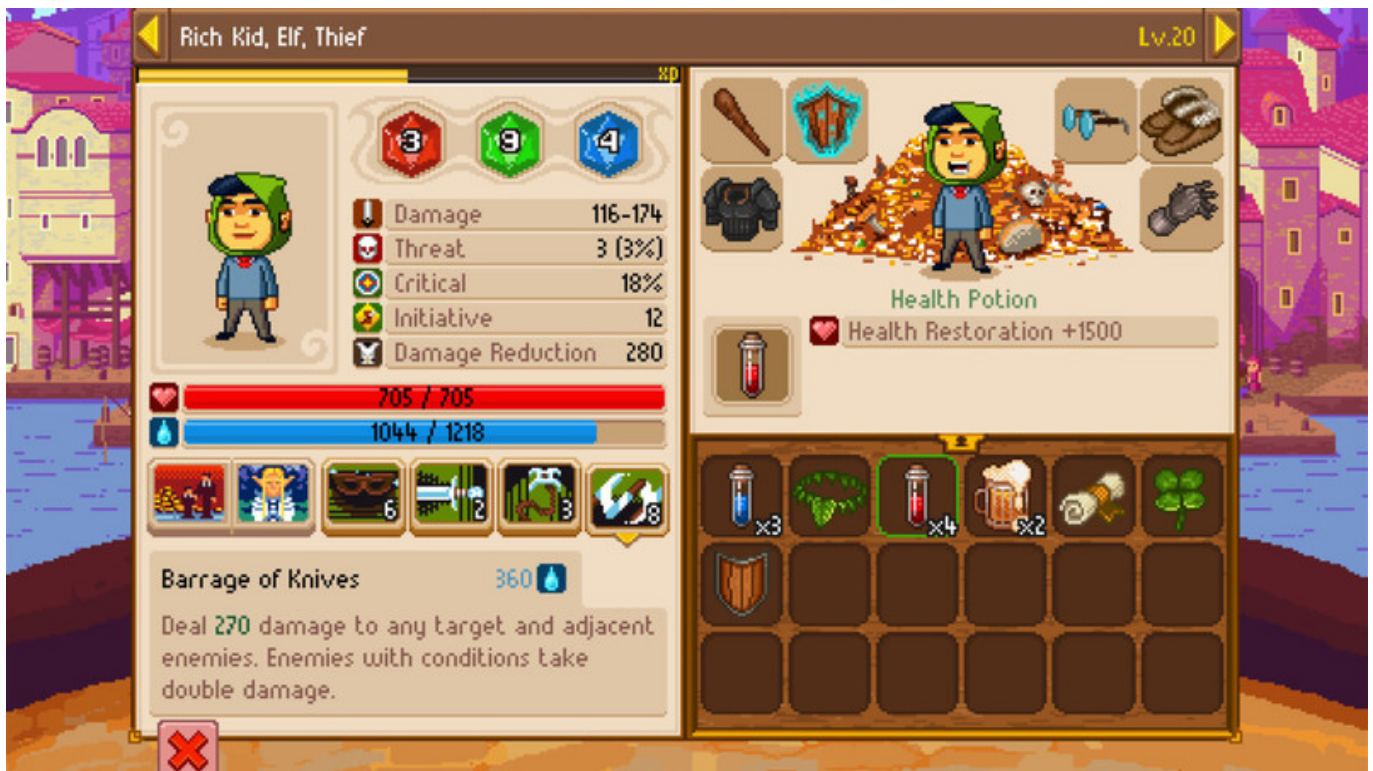 Rich Kid, Elf, Thief
Lv.20
xp
3 9 4
Damage 116-174
Threat 3 (3%)
Critical 18%
Initiative 12
Damage Reduction 280
705 / 705
1044 / 1218
6 2 3 8
Barrage of Knives 360
Deal 270 damage to any target and adjacent
enemies. Enemies with conditions take
double damage.
Health Potion
Health Restoration +1500
x3 x4 x2